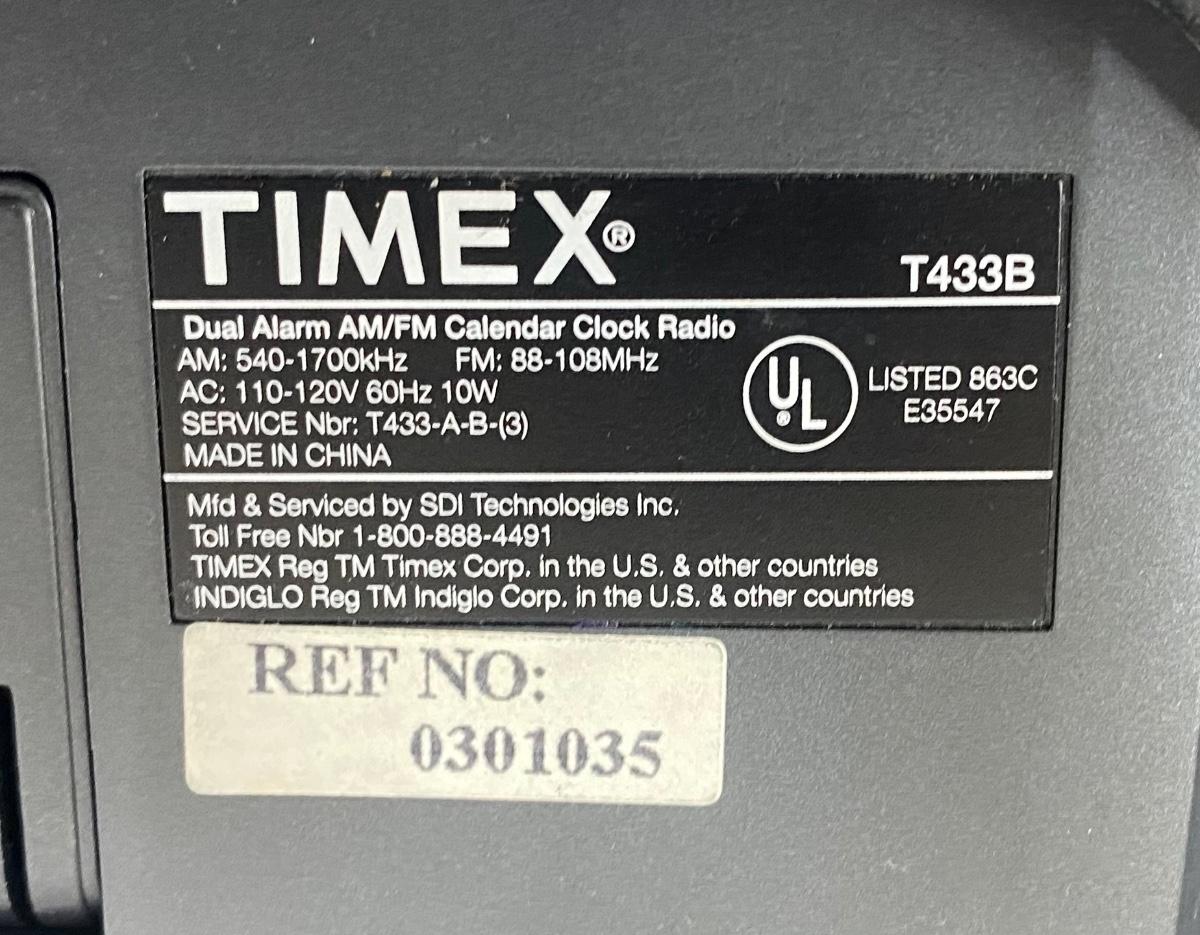 TIMEX®
T433B
Dual Alarm AM/FM Calendar Clock Radio
AM: 540-1700kHz FM: 88-108MHz
AC: 110-120V 60Hz 10W
SERVICE Nbr: T433-A-B-(3)
MADE IN CHINA
UL®
LISTED 863C
E35547
Mfd & Serviced by SDI Technologies Inc.
Toll Free Nbr 1-800-888-4491
TIMEX Reg TM Timex Corp. in the U.S. & other countries
INDIGLO Reg TM Indiglo Corp. in the U.S. & other countries
REF NO:
0301035